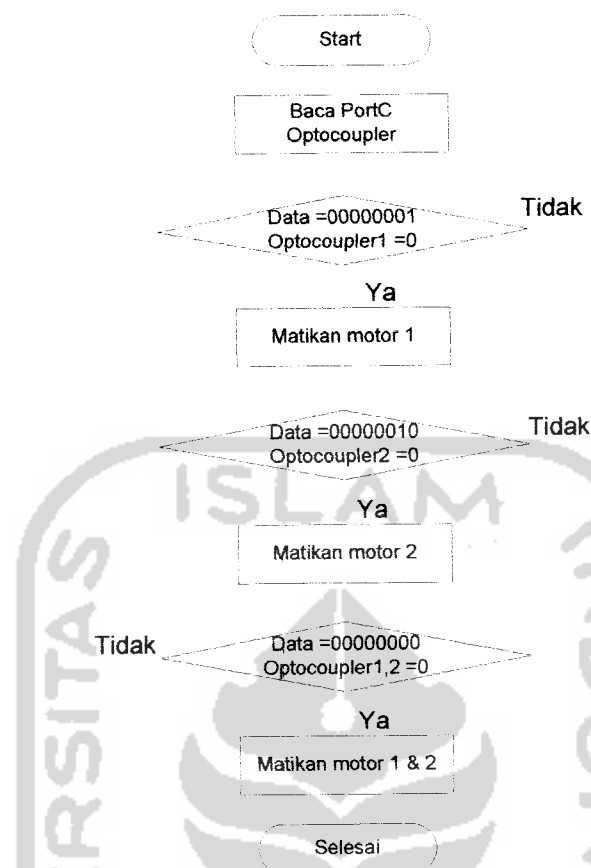 Start
Baca PortC
Optocoupler
Data =00000001
Optocoupler1 =0
Tidak
Ya
Matikan motor 1
Data =00000010
Optocoupler2 =0
Tidak
ISLAM
Ya
Matikan motor 2
Tidak
Data =00000000
Optocoupler1,2 =0
Ya
Matikan motor 1 & 2
Selesai